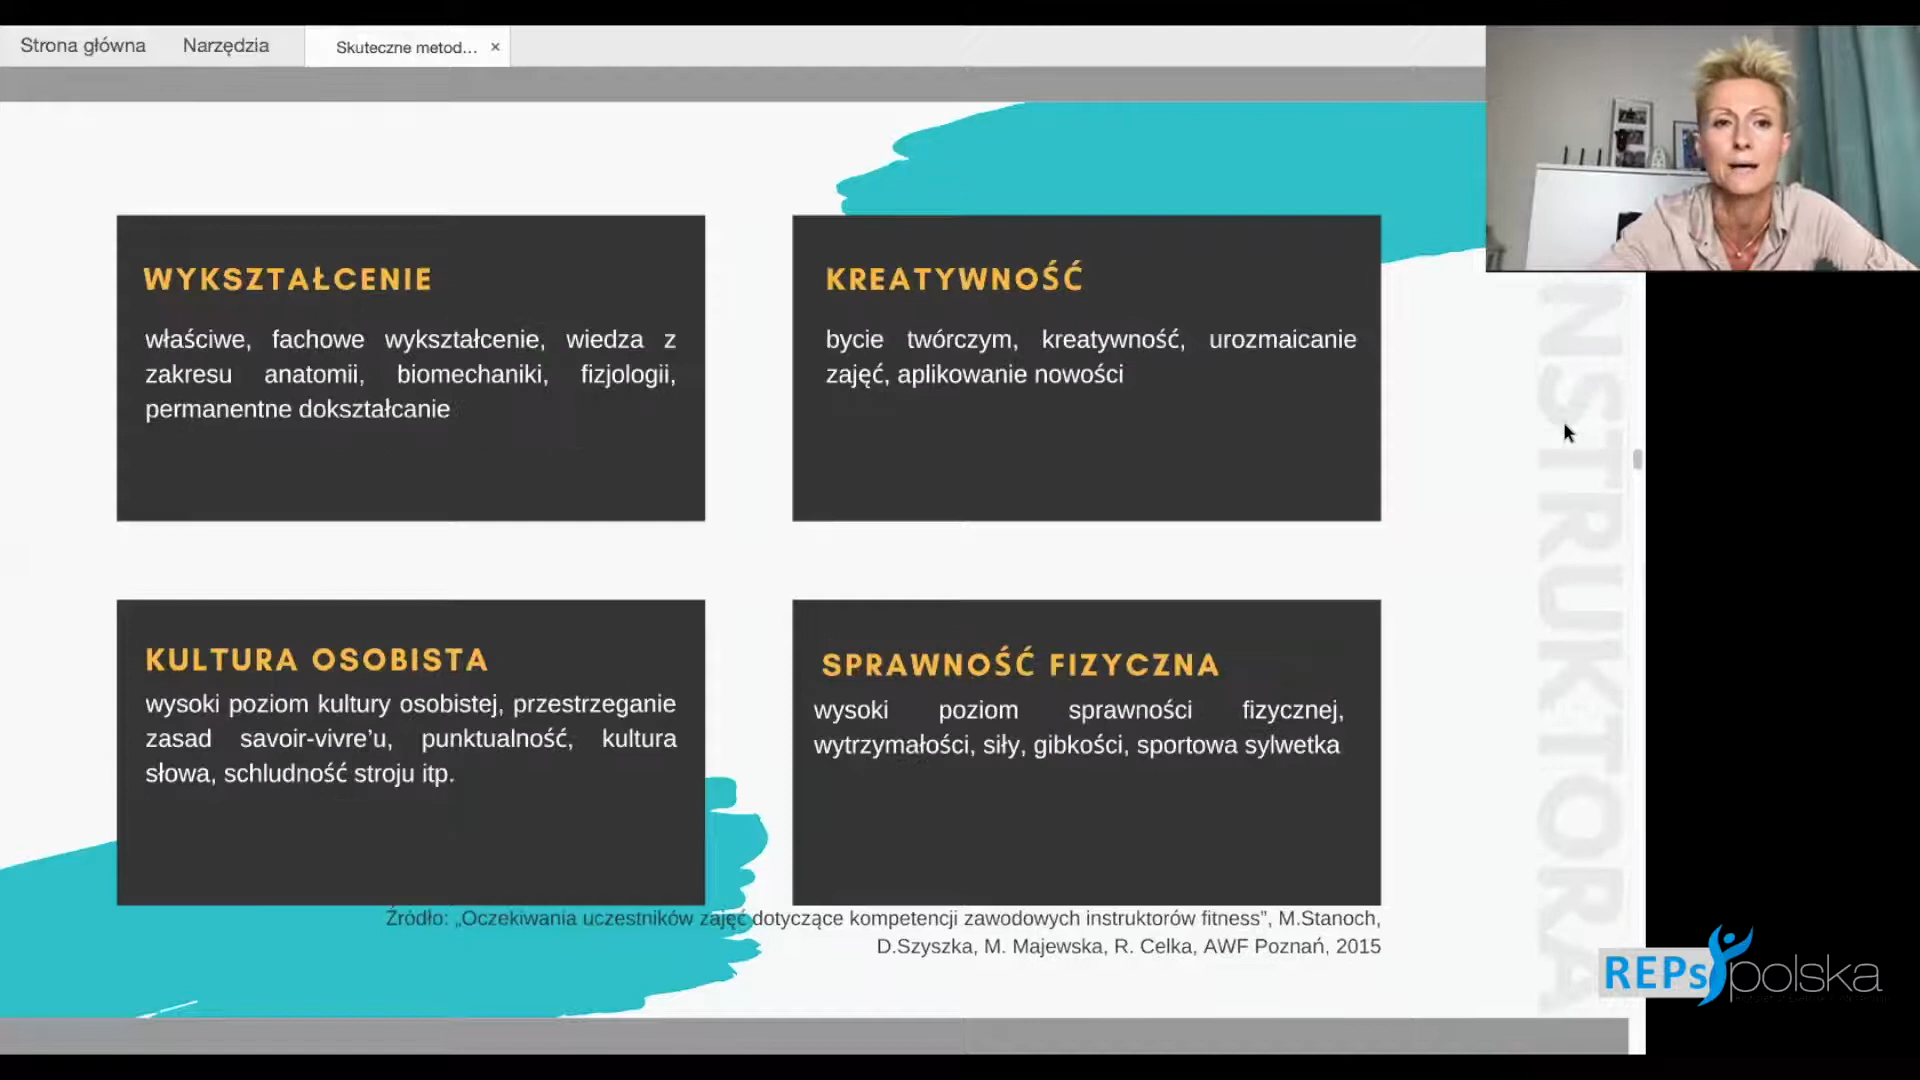 Strona główna
Narzędzia
Skuteczne metod...
WYKSZTAŁCENIE
właściwe, fachowe wykształcenie, wiedza z
zakresu anatomii, biomechaniki, fizjologii,
permanentne dokształcanie
KREATYWNOŚĆ
bycie twórczym, kreatywność, urozmaicanie
zajęć, aplikowanie nowości
KULTURA OSOBISTA
wysoki poziom kultury osobistej, przestrzeganie
zasad savoir-vivre’u, punktualność, kultura
słowa, schludność stroju itp.
SPRAWNOŚĆ FIZYCZNA
wysoki poziom sprawności fizycznej,
wytrzymałości, siły, gibkości, sportowa sylwetka
Źródło: „Oczekiwania uczestników zajęć dotyczące kompetencji zawodowych instruktorów fitness”, M.Stanoch,
D.Szyszka, M. Majewska, R. Celka, AWF Poznań, 2015
NSTRUKTORA
REPs polska